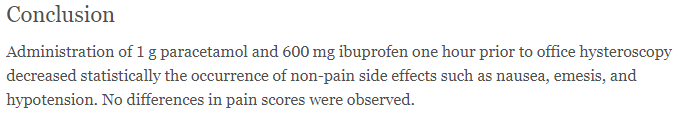 Conclusion
Administration of 1 g paracetamol and 600 mg ibuprofen one hour prior to office hysteroscopy
decreased statistically the occurrence of non-pain side effects such as nausea, emesis, and
hypotension. No differences in pain scores were observed.